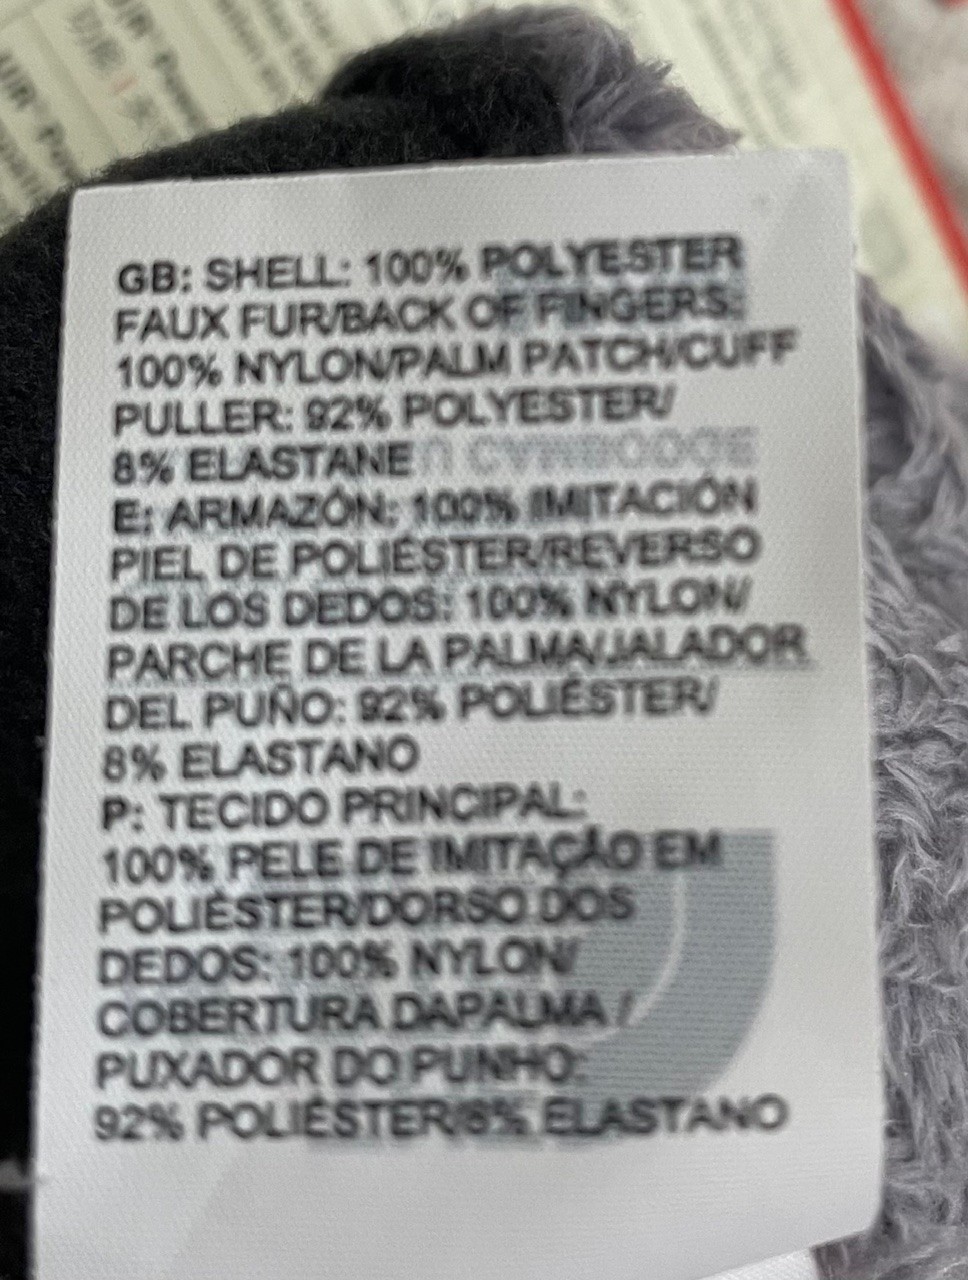 GB: SHELL: 100% POLYESTER
FAUX FUR/BACK OF FINGERS:
100% NYLON/PALM PATCH/CUFF
PULLER: 92% POLYESTER/
8% ELASTANE
E: ARMAZÓN: 100% IMITACIÓN
PIEL DE POLIÉSTER/REVERSO
DE LOS DEDOS: 100% NYLON/
PARCHE DE LA PALMA/JALADOR
DEL PUÑO: 92% POLIÉSTER/
8% ELASTANO
P: TECIDO PRINCIPAL:
100% PELE DE IMITAÇÃO EM
POLIÉSTER/DORSO DOS
DEDOS: 100% NYLON/
COBERTURA DAPALMA /
PUXADOR DO PUNHO:
92% POLIÉSTER/8% ELASTANO